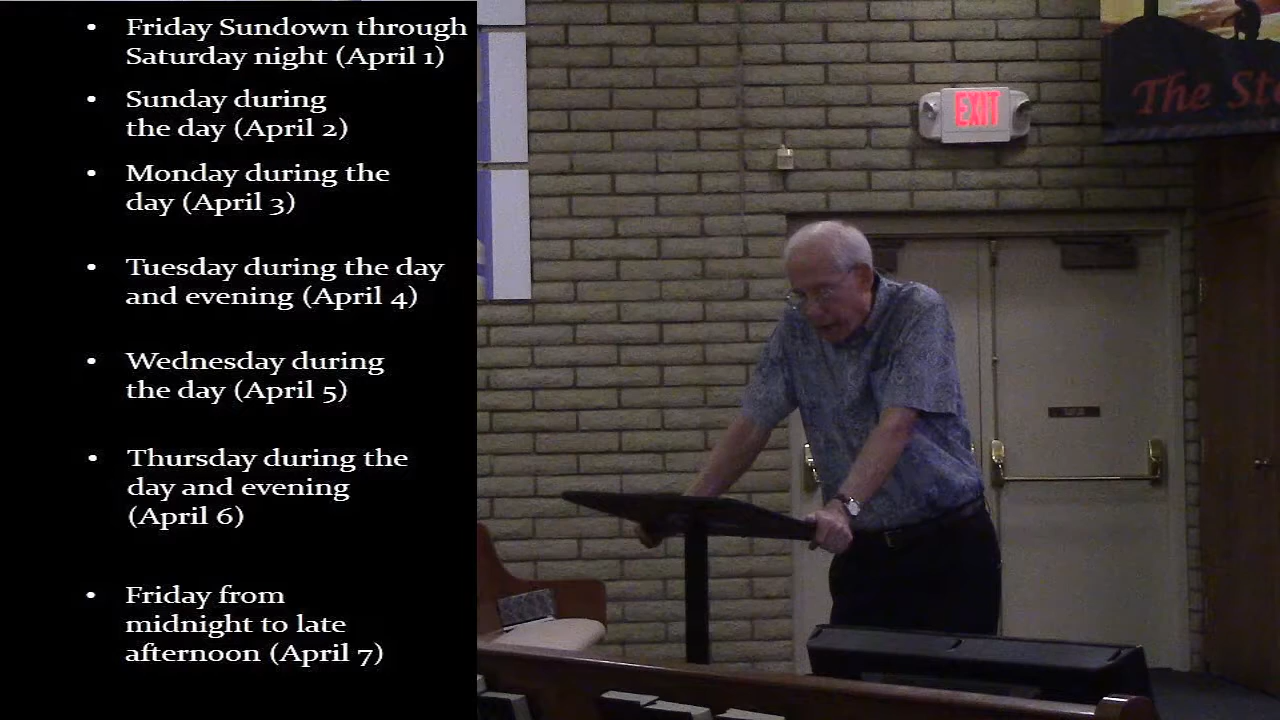 • Friday Sundown through
Saturday night (April 1)
• Sunday during
the day (April 2)
• Monday during the
day (April 3)
• Tuesday during the day
and evening (April 4)
• Wednesday during
the day (April 5)
• Thursday during the
day and evening
(April 6)
• Friday from
midnight to late
afternoon (April 7)
EXIT
The